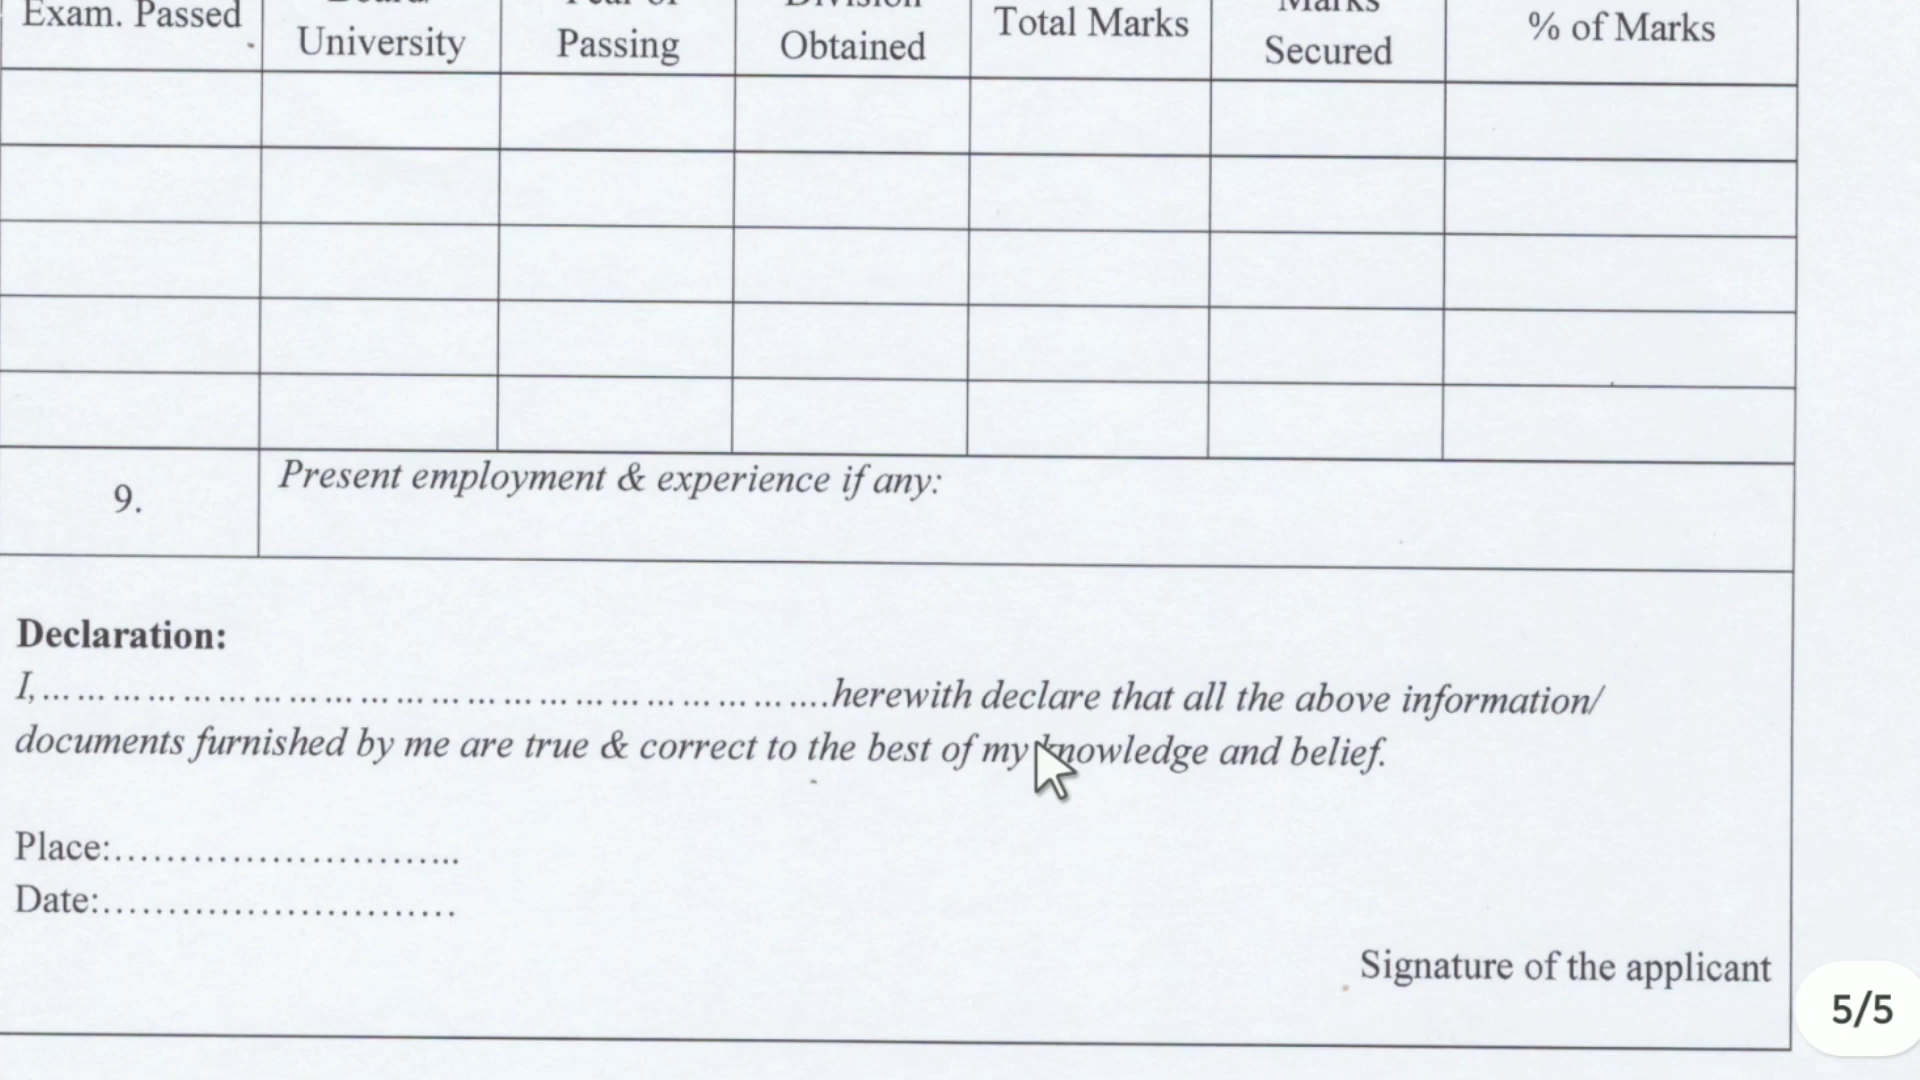 Exam. Passed
University
Passing
Obtained
Total Marks
Marks
Secured
% of Marks
9.
Present employment & experience if any:
Declaration:
I,………………………………………………………….herewith declare that all the above information/
documents furnished by me are true & correct to the best of my knowledge and belief.
Place:……………………..
Date:………………………
Signature of the applicant
5/5